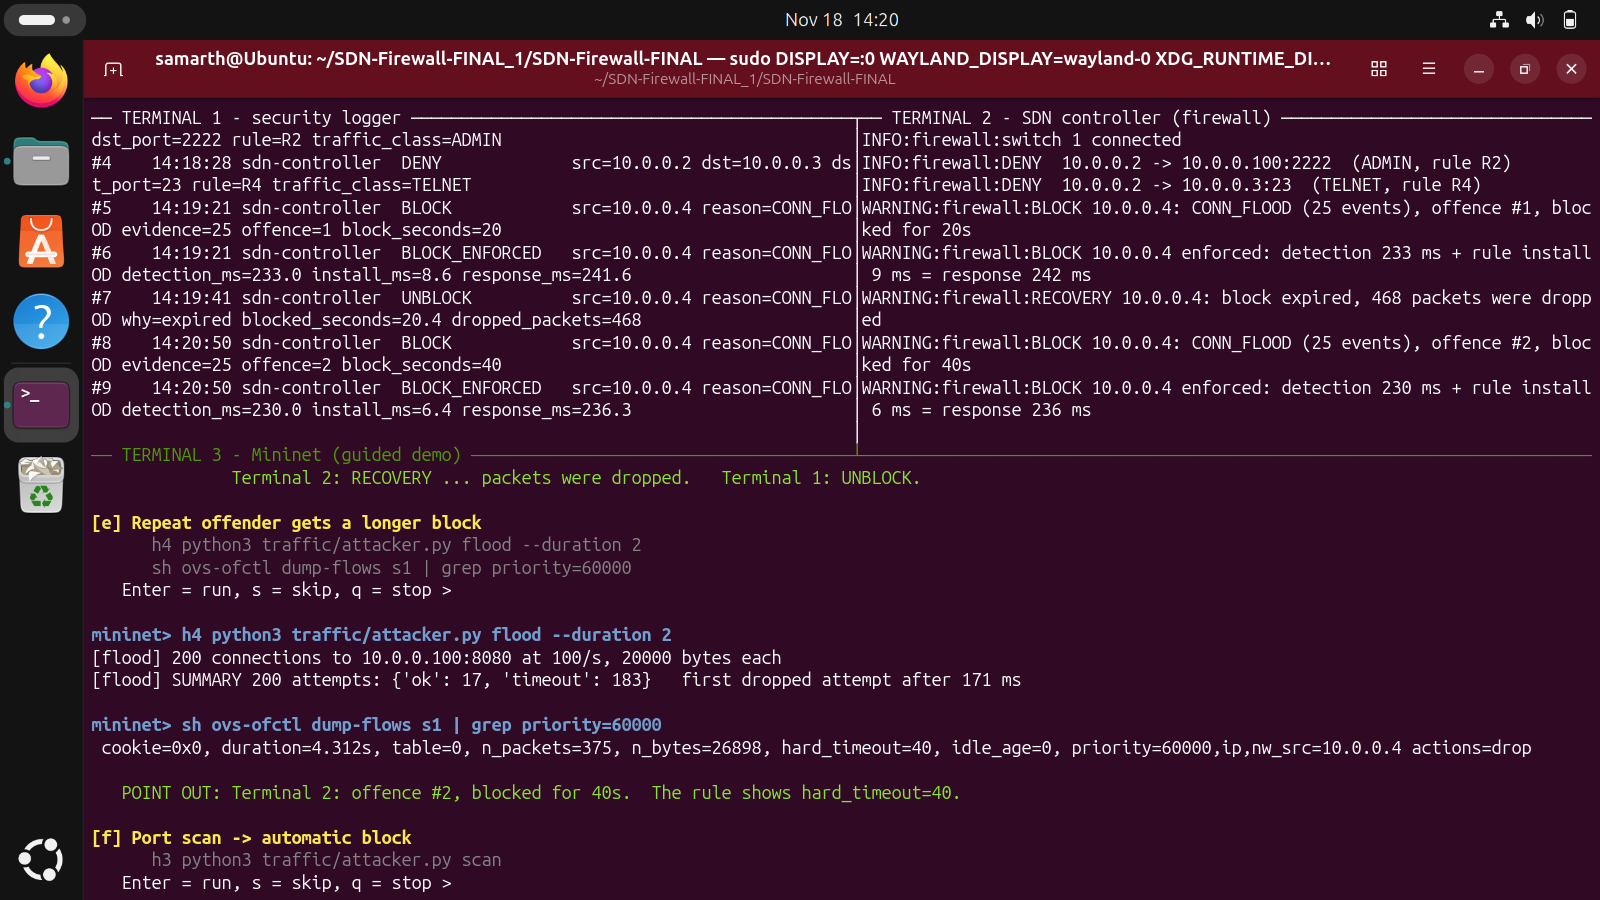 Nov 18  14:20
samarth@Ubuntu: ~/SDN-Firewall-FINAL_1/SDN-Firewall-FINAL — sudo DISPLAY=:0 WAYLAND_DISPLAY=wayland-0 XDG_RUNTIME_DI…
~/SDN-Firewall-FINAL_1/SDN-Firewall-FINAL
TERMINAL 1 - security logger
dst_port=2222 rule=R2 traffic_class=ADMIN
#4    14:18:28 sdn-controller  DENY             src=10.0.0.2 dst=10.0.0.3 ds
t_port=23 rule=R4 traffic_class=TELNET
#5    14:19:21 sdn-controller  BLOCK            src=10.0.0.4 reason=CONN_FLO
OD evidence=25 offence=1 block_seconds=20
#6    14:19:21 sdn-controller  BLOCK_ENFORCED   src=10.0.0.4 reason=CONN_FLO
OD detection_ms=233.0 install_ms=8.6 response_ms=241.6
#7    14:19:41 sdn-controller  UNBLOCK          src=10.0.0.4 reason=CONN_FLO
OD why=expired blocked_seconds=20.4 dropped_packets=468
#8    14:20:50 sdn-controller  BLOCK            src=10.0.0.4 reason=CONN_FLO
OD evidence=25 offence=2 block_seconds=40
#9    14:20:50 sdn-controller  BLOCK_ENFORCED   src=10.0.0.4 reason=CONN_FLO
OD detection_ms=230.0 install_ms=6.4 response_ms=236.3
TERMINAL 2 - SDN controller (firewall)
INFO:firewall:switch 1 connected
INFO:firewall:DENY  10.0.0.2 -> 10.0.0.100:2222  (ADMIN, rule R2)
INFO:firewall:DENY  10.0.0.2 -> 10.0.0.3:23  (TELNET, rule R4)
WARNING:firewall:BLOCK 10.0.0.4: CONN_FLOOD (25 events), offence #1, bloc
ked for 20s
WARNING:firewall:BLOCK 10.0.0.4 enforced: detection 233 ms + rule install
 9 ms = response 242 ms
WARNING:firewall:RECOVERY 10.0.0.4: block expired, 468 packets were dropp
ed
WARNING:firewall:BLOCK 10.0.0.4: CONN_FLOOD (25 events), offence #2, bloc
ked for 40s
WARNING:firewall:BLOCK 10.0.0.4 enforced: detection 230 ms + rule install
 6 ms = response 236 ms
TERMINAL 3 - Mininet (guided demo)
Terminal 2: RECOVERY ... packets were dropped.   Terminal 1: UNBLOCK.
[e] Repeat offender gets a longer block
h4 python3 traffic/attacker.py flood --duration 2
sh ovs-ofctl dump-flows s1 | grep priority=60000
Enter = run, s = skip, q = stop >
mininet> h4 python3 traffic/attacker.py flood --duration 2
[flood] 200 connections to 10.0.0.100:8080 at 100/s, 20000 bytes each
[flood] SUMMARY 200 attempts: {'ok': 17, 'timeout': 183}   first dropped attempt after 171 ms
mininet> sh ovs-ofctl dump-flows s1 | grep priority=60000
cookie=0x0, duration=4.312s, table=0, n_packets=375, n_bytes=26898, hard_timeout=40, idle_age=0, priority=60000,ip,nw_src=10.0.0.4 actions=drop
POINT OUT: Terminal 2: offence #2, blocked for 40s.  The rule shows hard_timeout=40.
[f] Port scan -> automatic block
h3 python3 traffic/attacker.py scan
Enter = run, s = skip, q = stop >